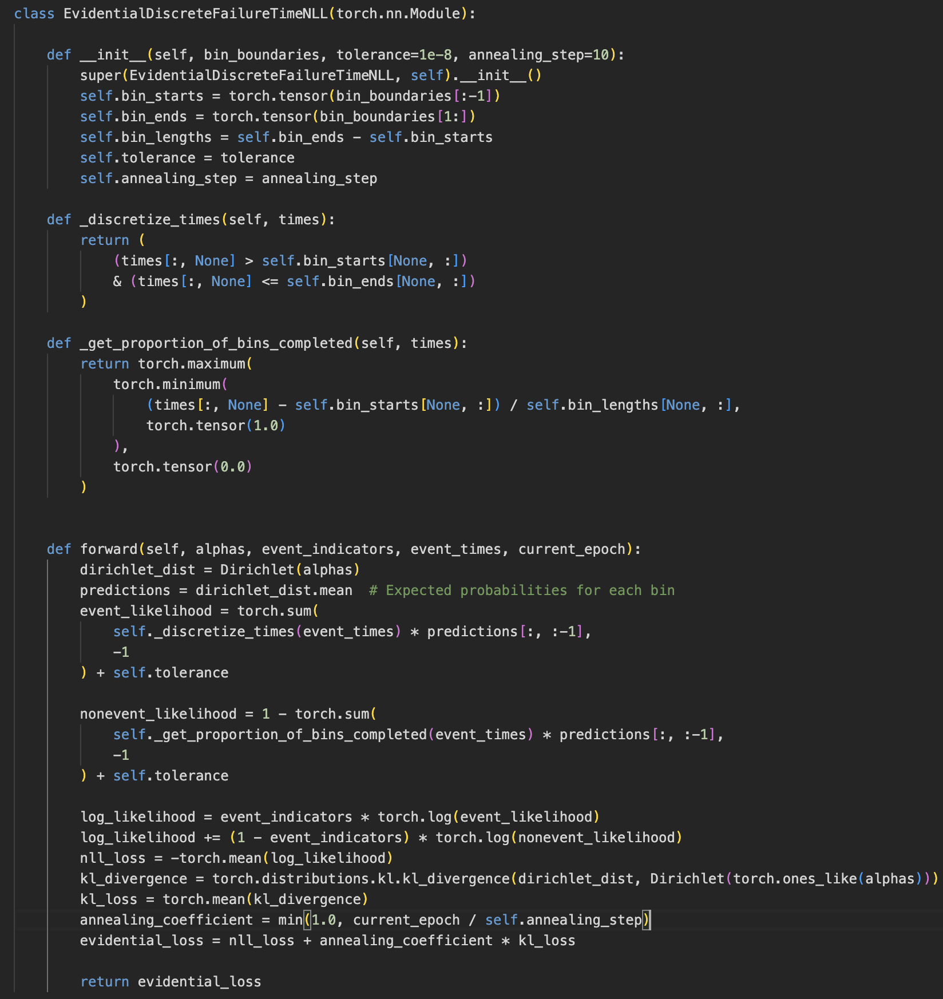 class EvidentialDiscreteFailureTimeNLL(torch.nn.Module):

    def __init__(self, bin_boundaries, tolerance=1e-8, annealing_step=10):
        super(EvidentialDiscreteFailureTimeNLL, self).__init__()
        self.bin_starts = torch.tensor(bin_boundaries[:-1])
        self.bin_ends = torch.tensor(bin_boundaries[1:])
        self.bin_lengths = self.bin_ends - self.bin_starts
        self.tolerance = tolerance
        self.annealing_step = annealing_step

    def _discretize_times(self, times):
        return (
            (times[:, None] > self.bin_starts[None, :])
            & (times[:, None] <= self.bin_ends[None, :])
        )

    def _get_proportion_of_bins_completed(self, times):
        return torch.maximum(
            torch.minimum(
                (times[:, None] - self.bin_starts[None, :]) / self.bin_lengths[None, :],
                torch.tensor(1.0)
            ),
            torch.tensor(0.0)
        )


    def forward(self, alphas, event_indicators, event_times, current_epoch):
        dirichlet_dist = Dirichlet(alphas)
        predictions = dirichlet_dist.mean  # Expected probabilities for each bin
        event_likelihood = torch.sum(
            self._discretize_times(event_times) * predictions[:, :-1],
            -1
        ) + self.tolerance

        nonevent_likelihood = 1 - torch.sum(
            self._get_proportion_of_bins_completed(event_times) * predictions[:, :-1],
            -1
        ) + self.tolerance

        log_likelihood = event_indicators * torch.log(event_likelihood)
        log_likelihood += (1 - event_indicators) * torch.log(nonevent_likelihood)
        nll_loss = -torch.mean(log_likelihood)
        kl_divergence = torch.distributions.kl.kl_divergence(dirichlet_dist, Dirichlet(torch.ones_like(alphas)))
        kl_loss = torch.mean(kl_divergence)
        annealing_coefficient = min(1.0, current_epoch / self.annealing_step)
        evidential_loss = nll_loss + annealing_coefficient * kl_loss

        return evidential_loss